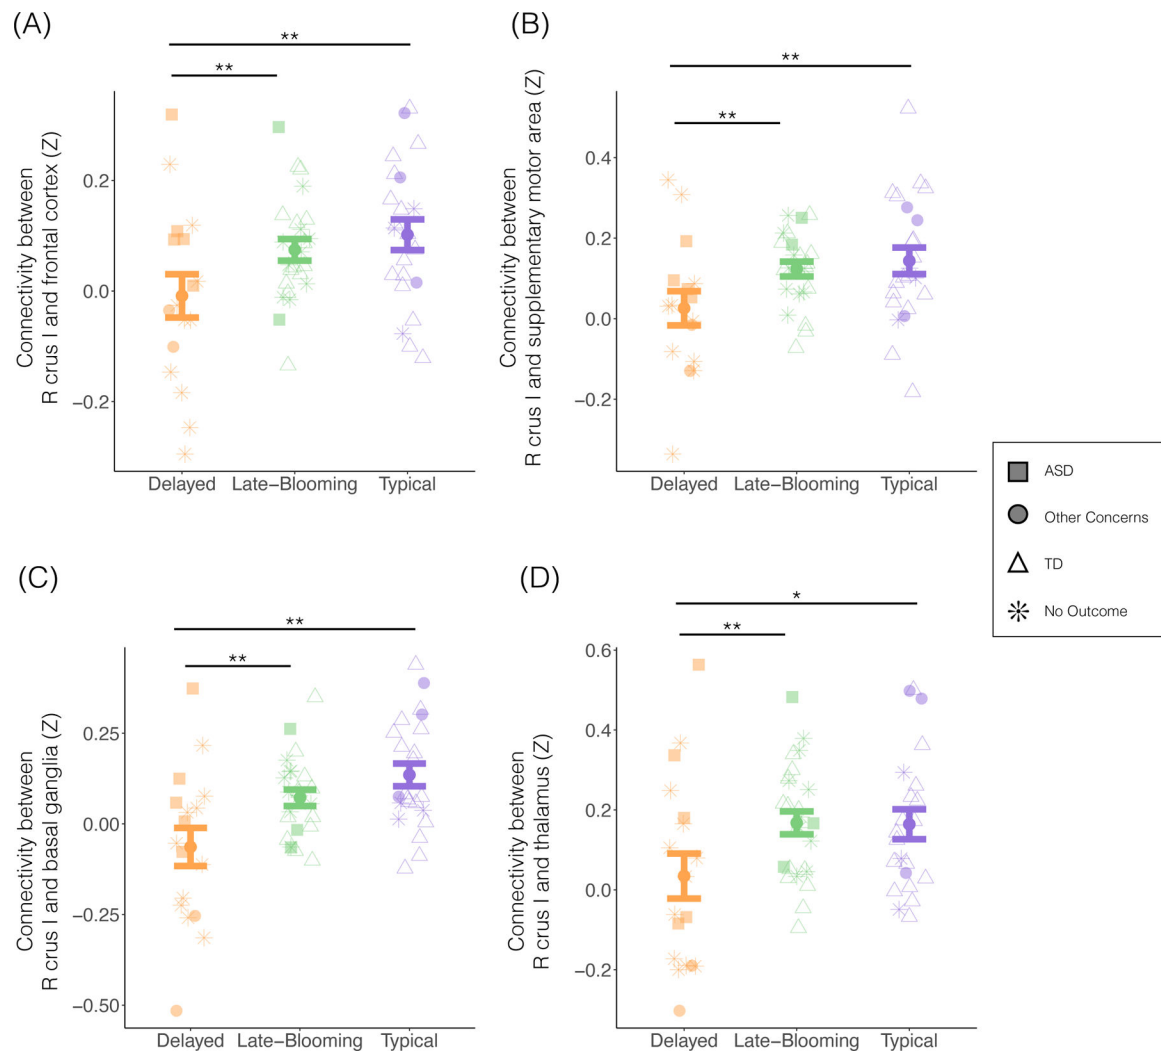 (A)
**
**
Connectivity between
R crus I and frontal cortex (Z)
0.2
0.0
−0.2
Delayed
Late−Blooming
Typical
(B)
**
**
Connectivity between
R crus I and supplementary motor area (Z)
0.4
0.2
0.0
−0.2
Delayed
Late−Blooming
Typical
ASD
Other Concerns
TD
No Outcome
(C)
**
**
Connectivity between
R crus I and basal ganglia (Z)
0.25
0.00
−0.25
−0.50
Delayed
Late−Blooming
Typical
(D)
*
**
Connectivity between
R crus I and thalamus (Z)
0.6
0.4
0.2
0.0
−0.2
Delayed
Late−Blooming
Typical